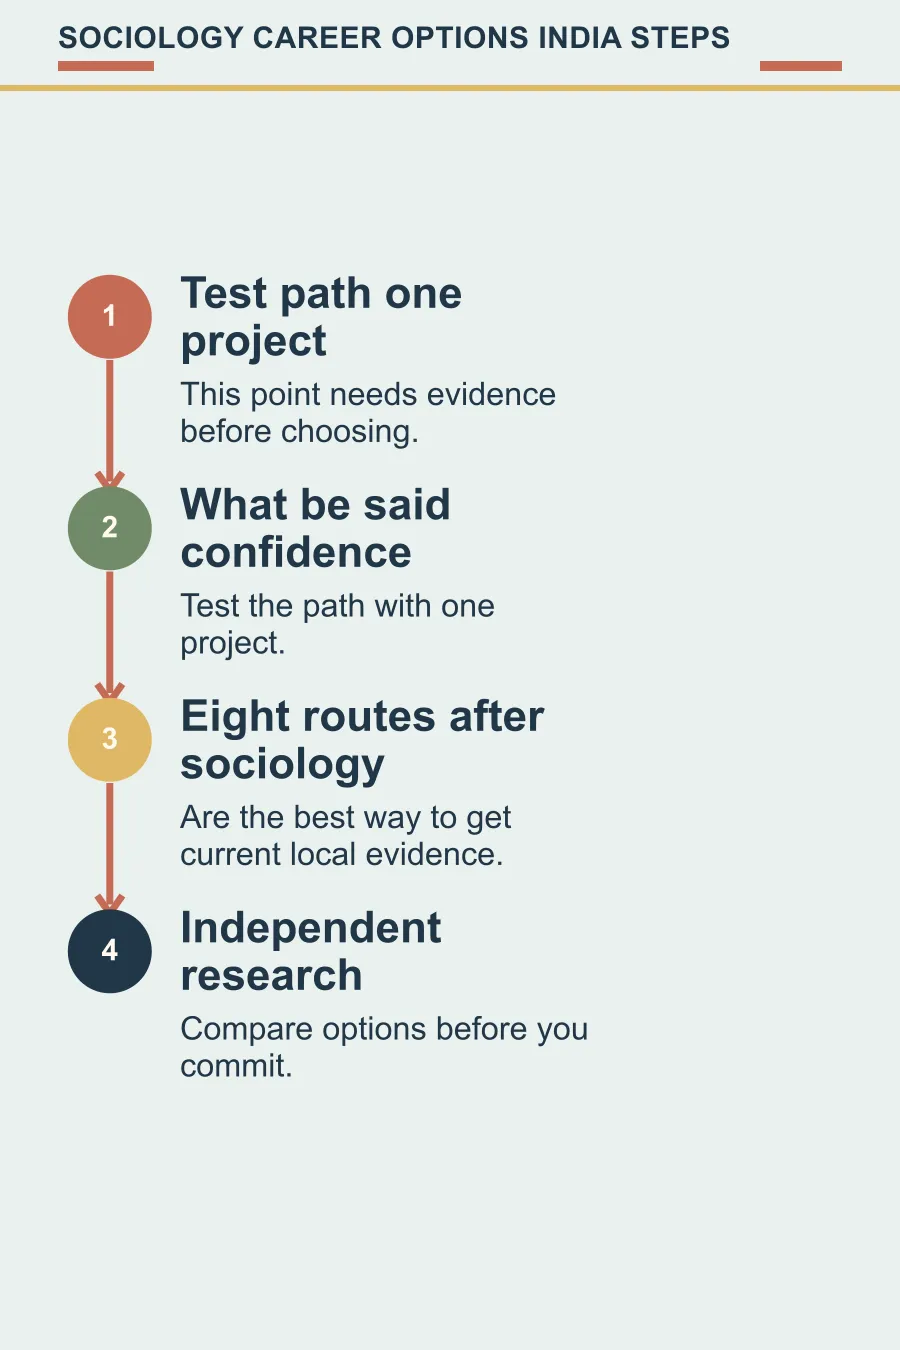 SOCIOLOGY CAREER OPTIONS INDIA STEPS
1
Test path one
project
This point needs evidence
before choosing.
2
What be said
confidence
Test the path with one
project.
3
Eight routes after
sociology
Are the best way to get
current local evidence.
4
Independent
research
Compare options before you
commit.